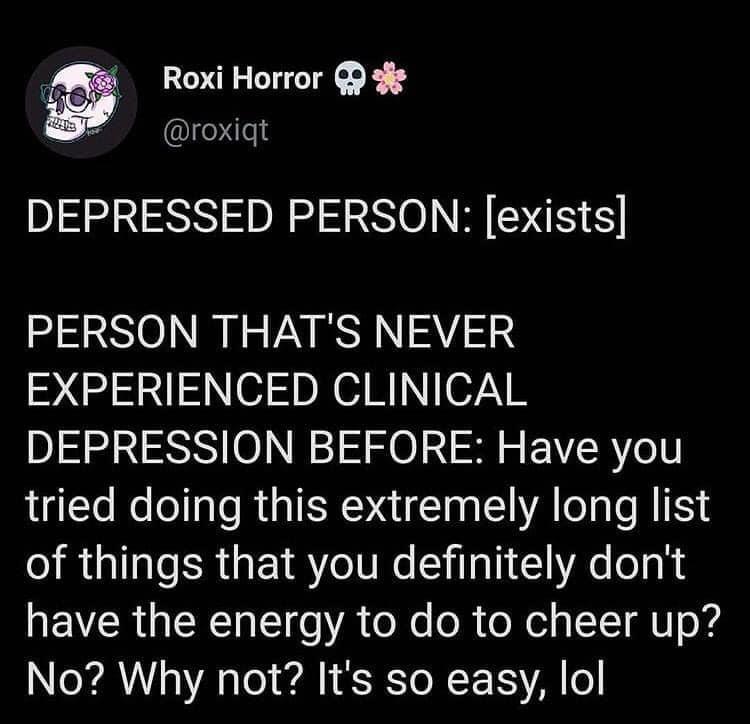 Roxi Horror 💀🌸
@roxiqt
DEPRESSED PERSON: [exists]
PERSON THAT'S NEVER
EXPERIENCED CLINICAL
DEPRESSION BEFORE: Have you
tried doing this extremely long list
of things that you definitely don't
have the energy to do to cheer up?
No? Why not? It's so easy, lol